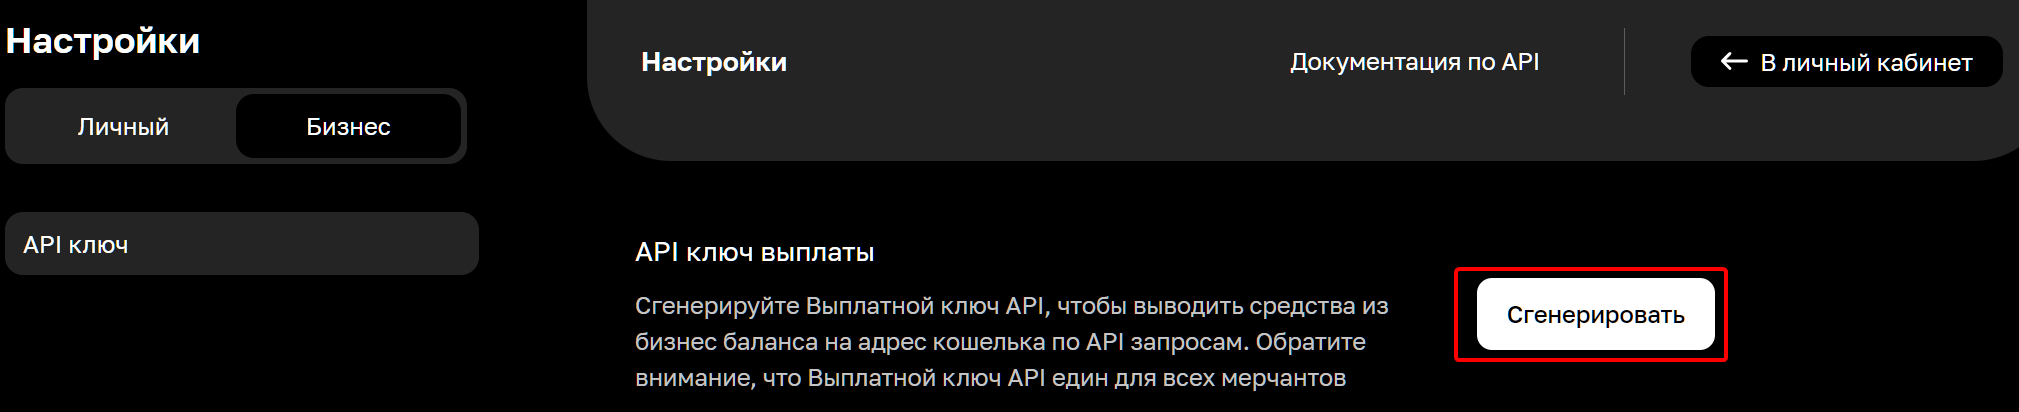 Настройки
Личный
Бизнес
API ключ
Настройки
Документация по API
В личный кабинет
API ключ выплаты
Сгенерируйте Выплатной ключ API, чтобы выводить средства из
бизнес баланса на адрес кошелька по API запросам. Обратите
внимание, что Выплатной ключ API един для всех мерчантов
Сгенерировать